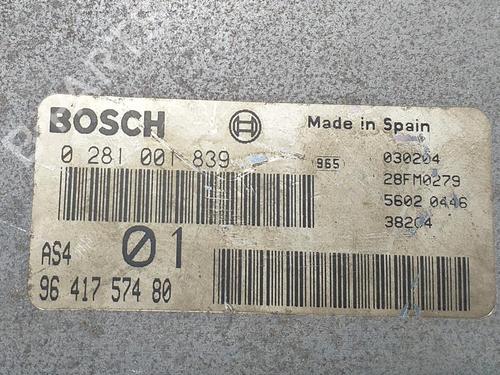 BOSCH Made in Spain
0 281 001 839 (965) 030204
28FM0279
5602 0446
38204
AS4 01
96 417 574 80